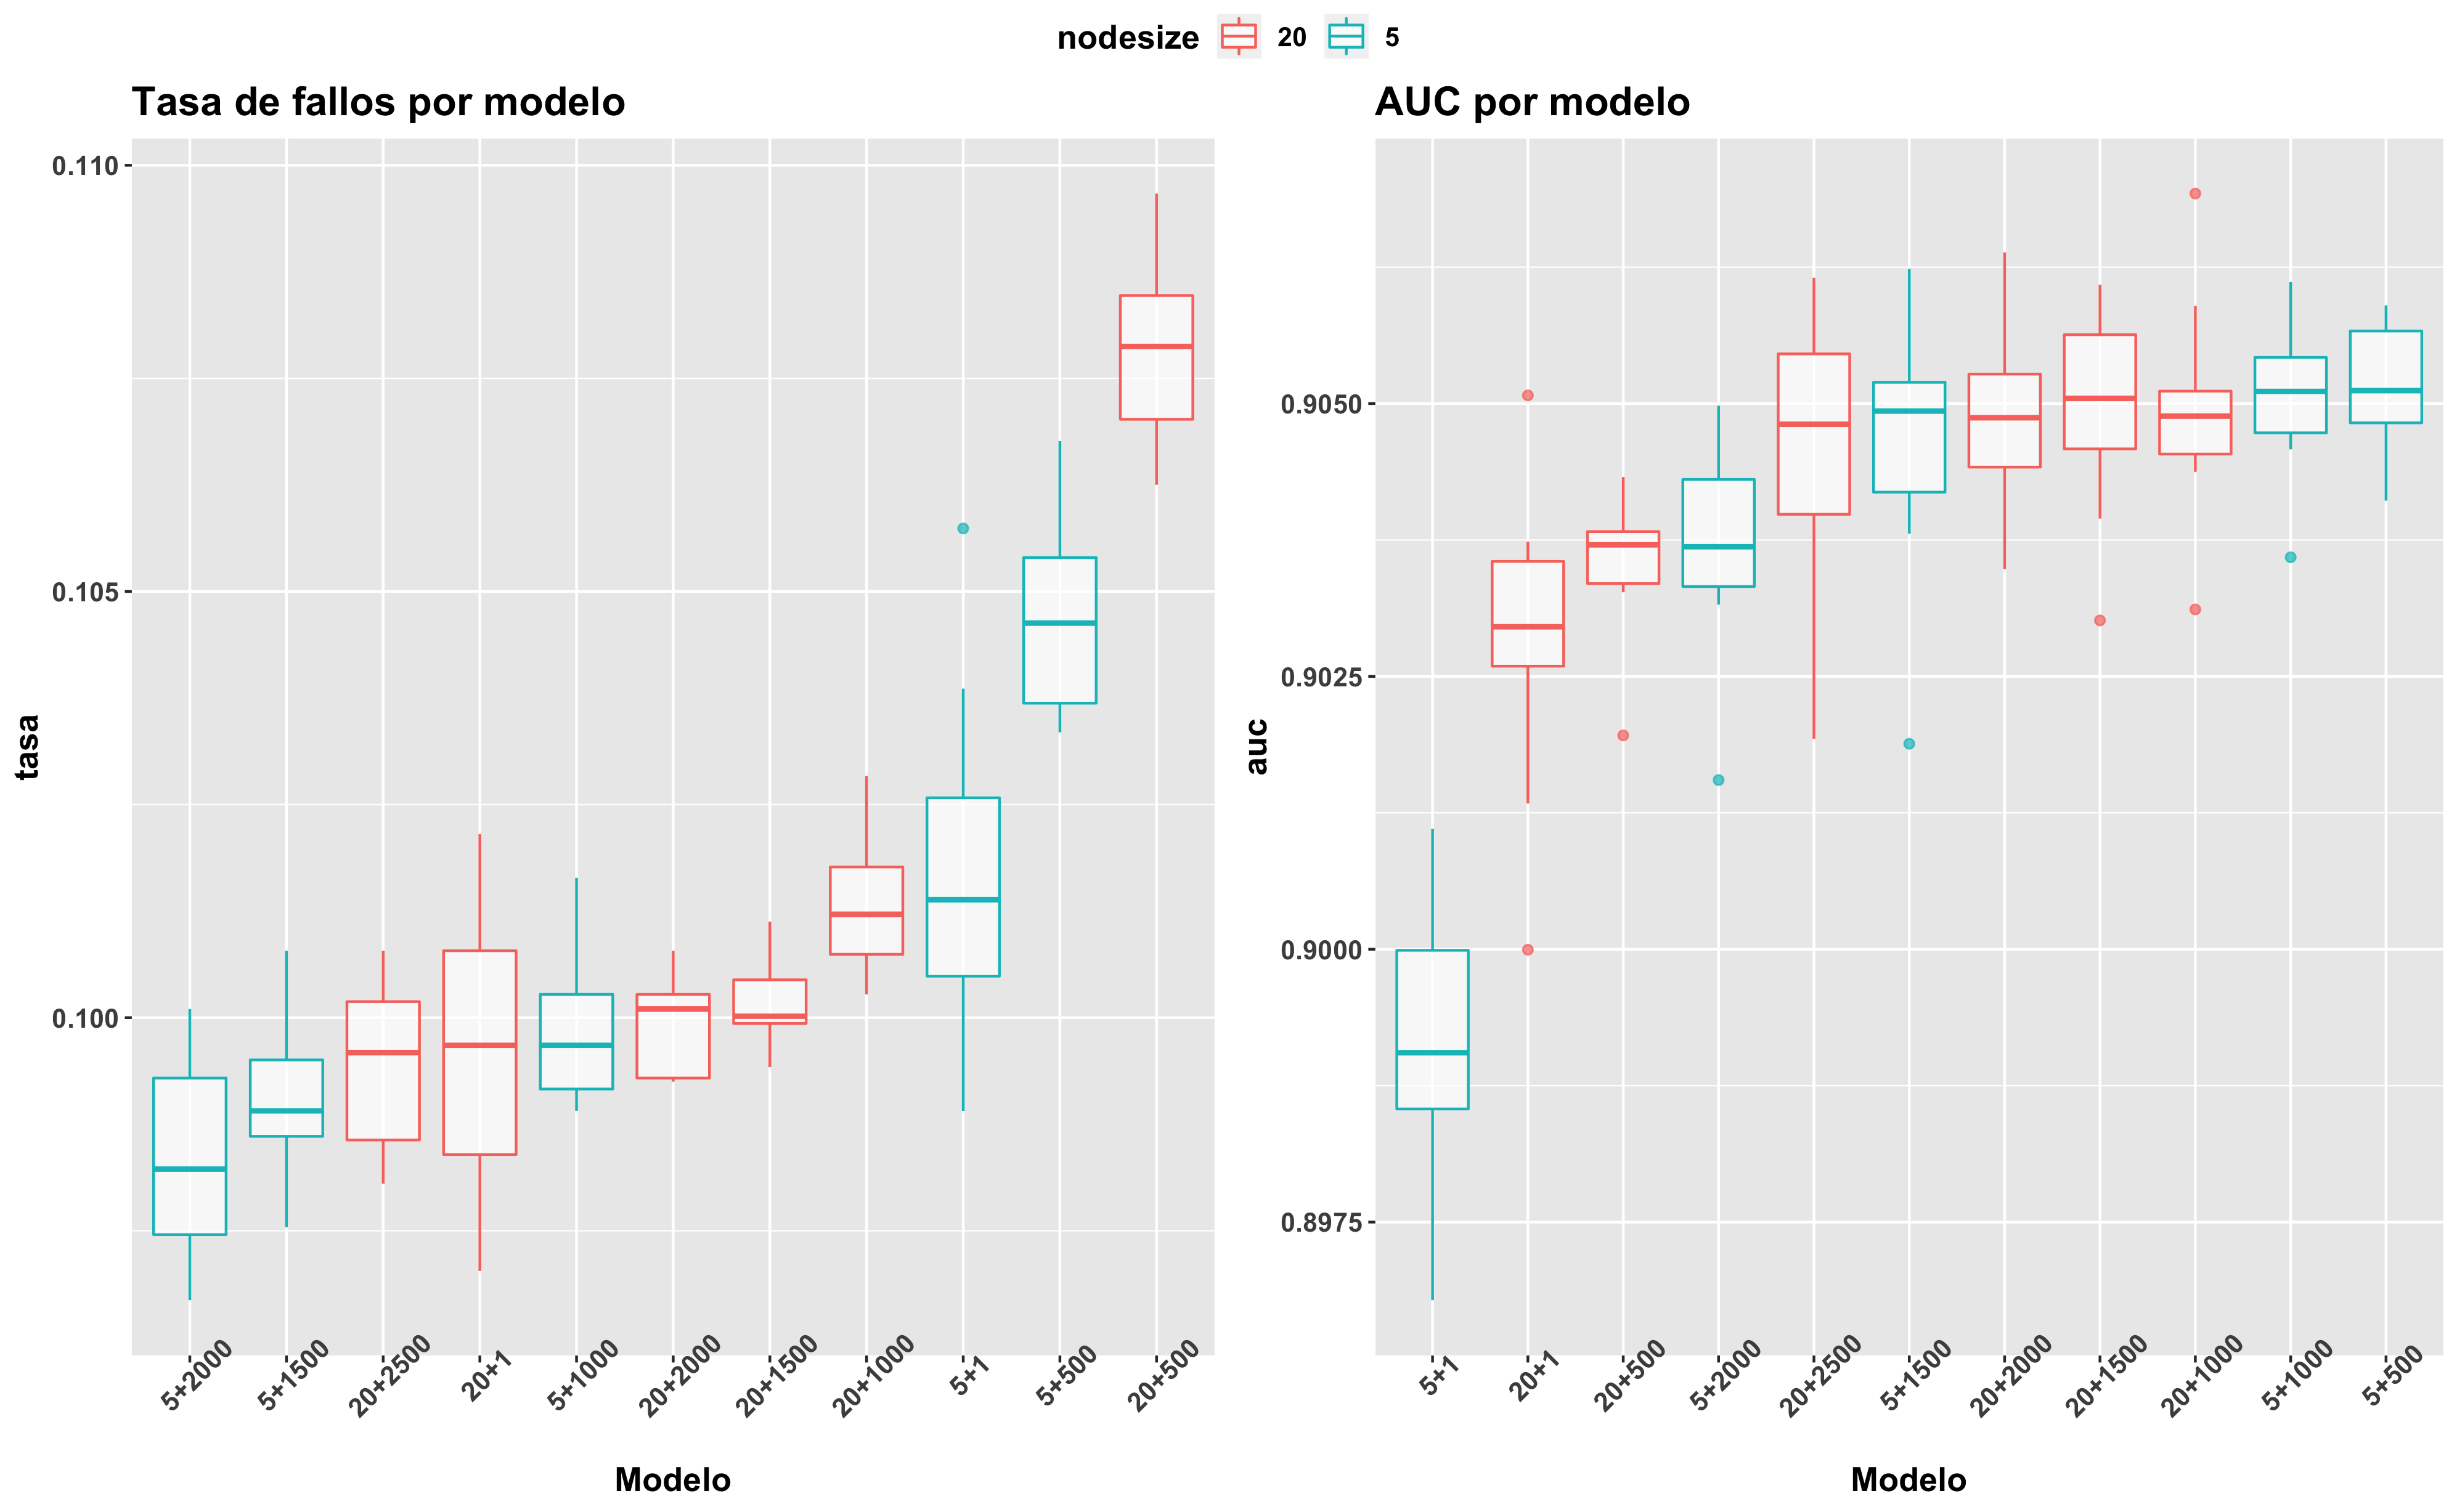 nodesize 20 5
Tasa de fallos por modelo
0.110
0.105
0.100
tasa
5+2000 5+1500 20+2500 20+1 5+1000 20+2000 20+1500 20+1000 5+1 5+500 20+500
Modelo
AUC por modelo
0.9050
0.9025
0.9000
0.8975
auc
5+1 20+1 20+500 5+2000 20+2500 5+1500 20+2000 20+1500 20+1000 5+1000 5+500
Modelo